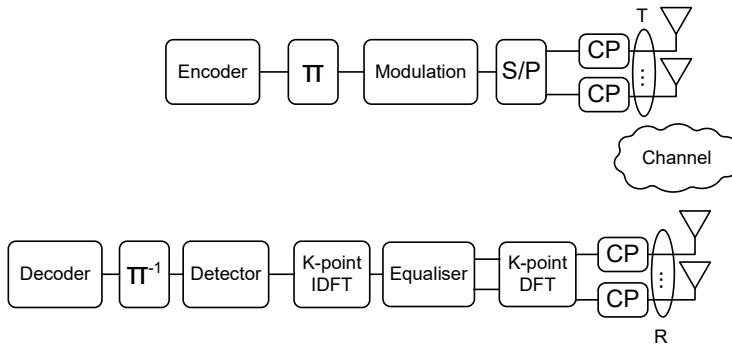 T
Encoder
π
Modulation
S/P
CP
...
CP
Channel
Decoder
π-1
Detector
K-point
IDFT
Equaliser
K-point
DFT
CP
...
CP
R